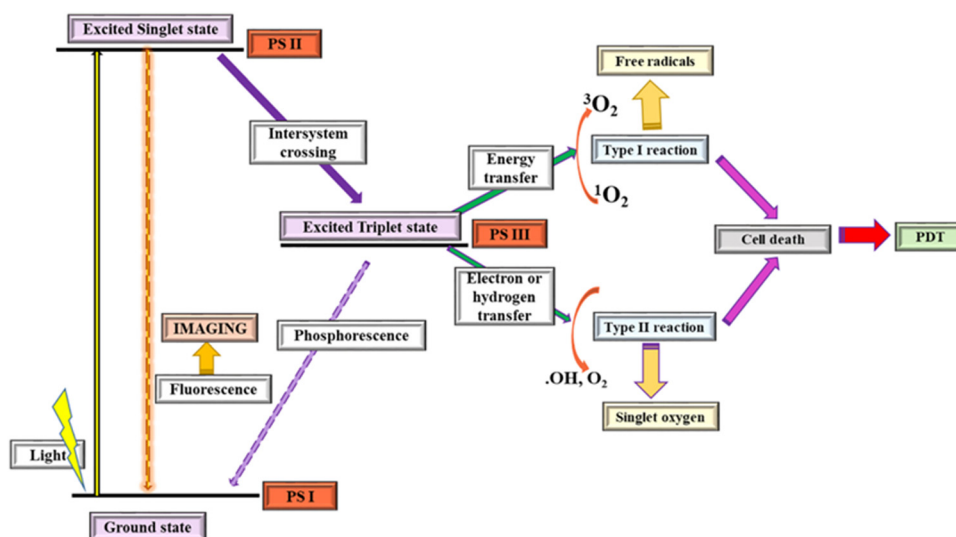 Excited Singlet state
PS II
Free radicals
³O₂
Intersystem
crossing
Energy
transfer
Type I reaction
¹O₂
Excited Triplet state
PS III
Cell death
PDT
Electron or
hydrogen
transfer
IMAGING
Phosphorescence
Type II reaction
Fluorescence
.OH, O₂
Singlet oxygen
Light
PS I
Ground state